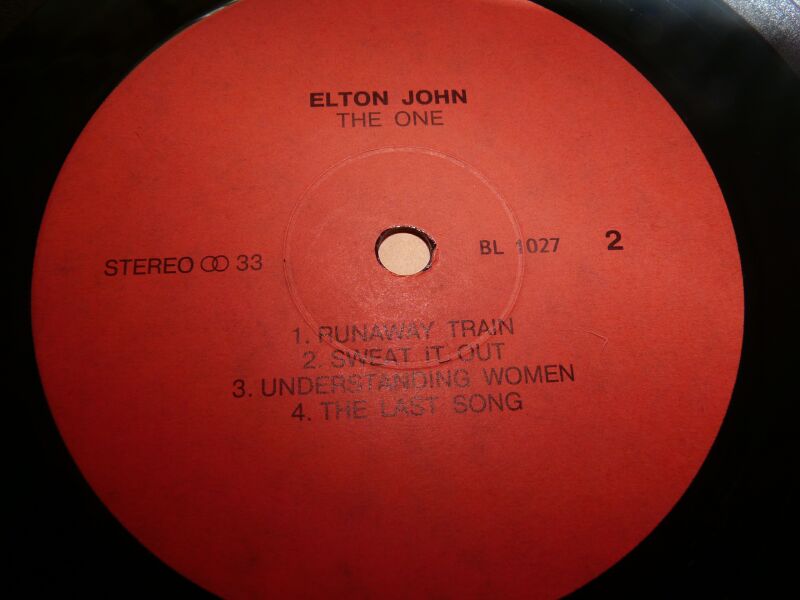 ELTON JOHN
THE ONE
STEREO ꝏ 33
BL 1027 2
1. RUNAWAY TRAIN
2. SWEAT IT OUT
3. UNDERSTANDING WOMEN
4. THE LAST SONG